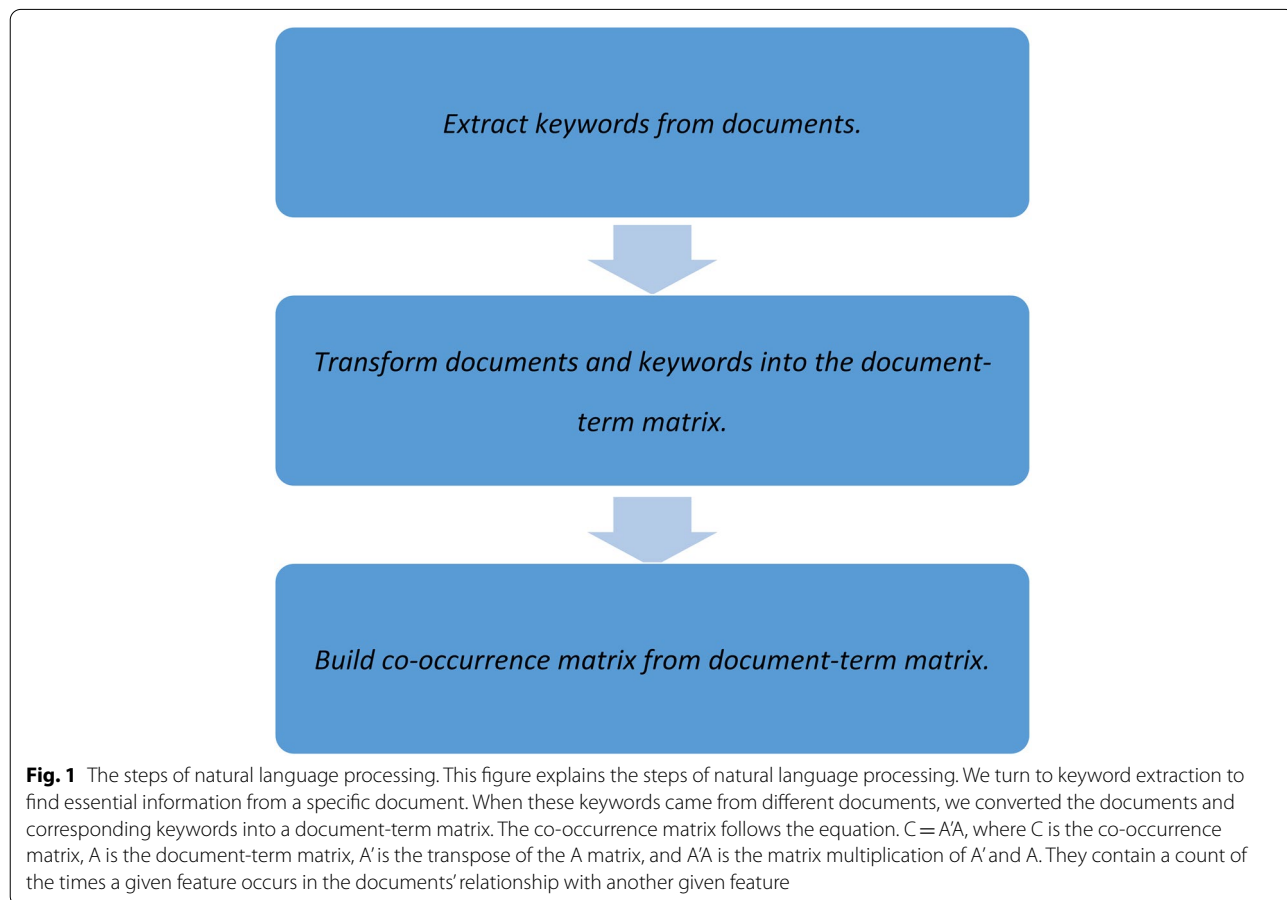 Extract keywords from documents.
Transform documents and keywords into the document-
term matrix.
Build co-occurrence matrix from document-term matrix.
Fig. 1 The steps of natural language processing. This figure explains the steps of natural language processing. We turn to keyword extraction to
find essential information from a specific document. When these keywords came from different documents, we converted the documents and
corresponding keywords into a document-term matrix. The co-occurrence matrix follows the equation. C = A′A, where C is the co-occurrence
matrix, A is the document-term matrix, A′ is the transpose of the A matrix, and A′A is the matrix multiplication of A′ and A. They contain a count of
the times a given feature occurs in the documents’ relationship with another given feature